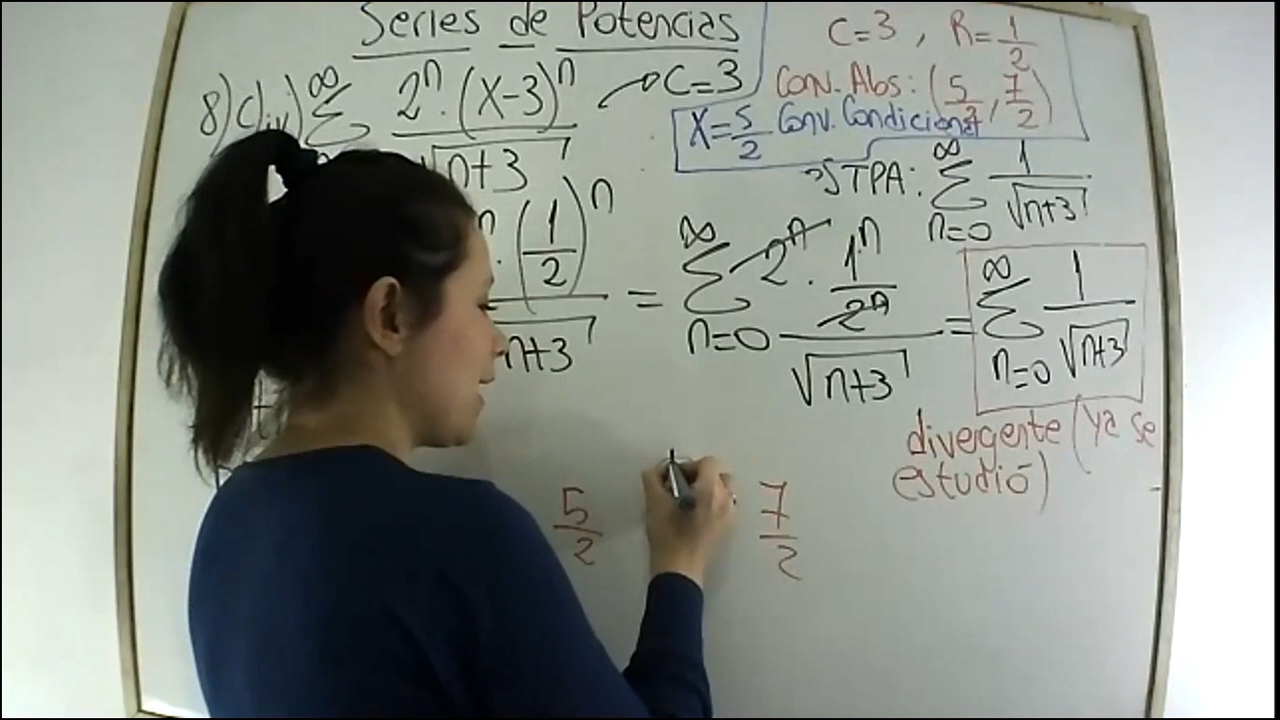 Series de Potencias
8)c)iv) ∞ Σ 2ⁿ·(X-3)ⁿ / √n+3 → C=3
C=3 , R=1/2
Conv. Abs: (5/2, 7/2)
X=5/2 Conv. Condicional
STPA: ∞ Σ n=0 1/√n+3
ⁿ·(1/2)ⁿ / n+3 = ∞ Σ n=0 2ⁿ·1ⁿ/2ⁿ / √n+3 = ∞ Σ n=0 1/√n+3
divergente (ya se
estudió)
5/2 7/2